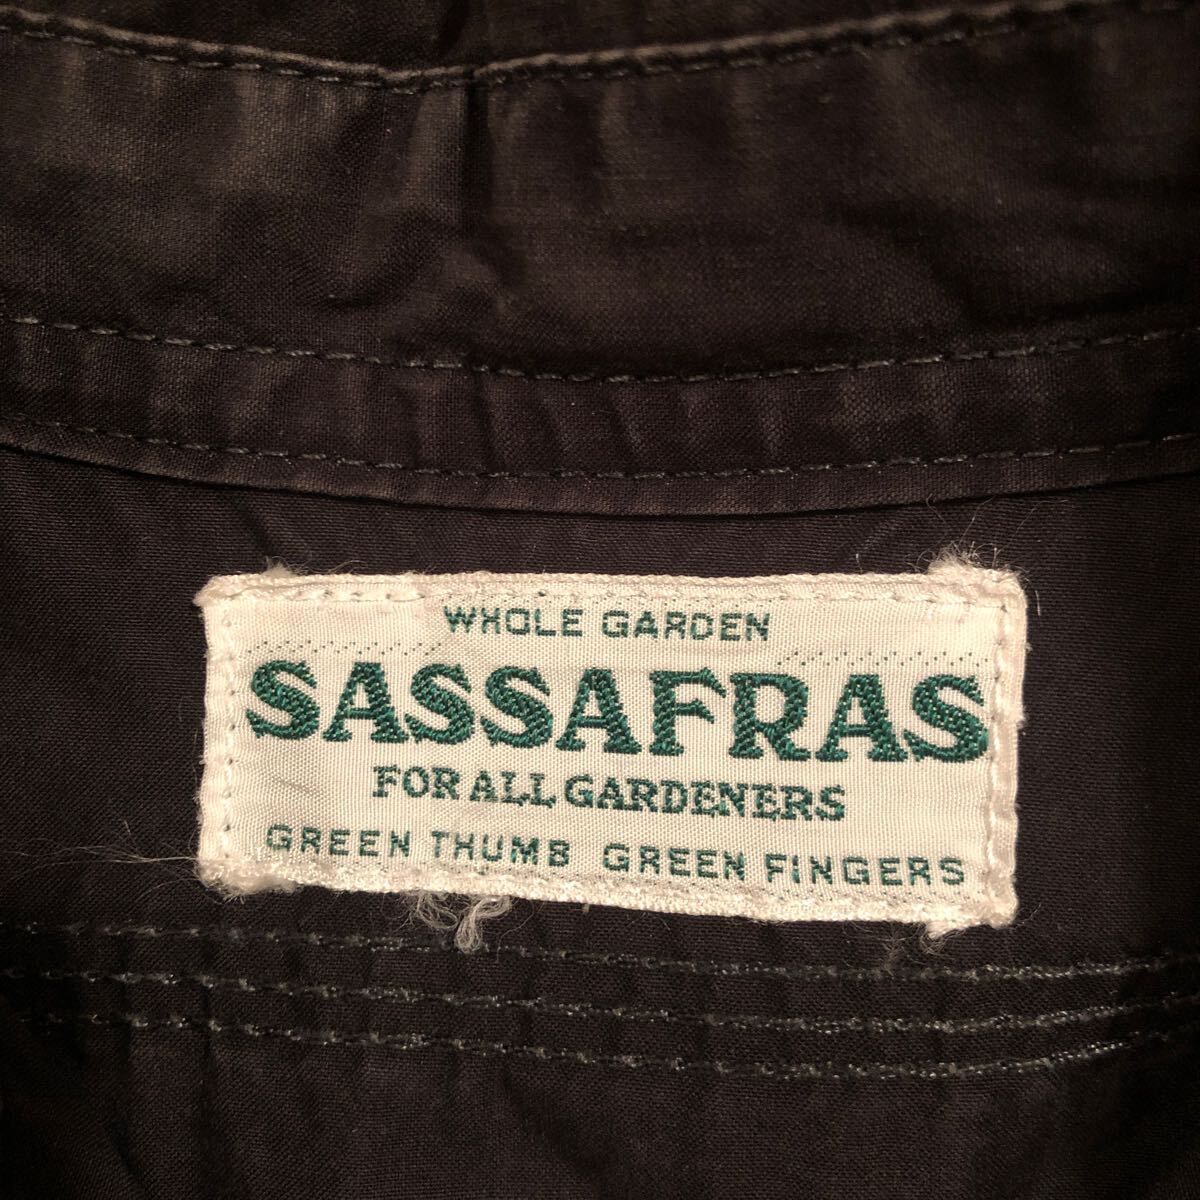 WHOLE GARDEN
SASSAFRAS
FOR ALL GARDENERS
GREEN THUMB GREEN FINGERS